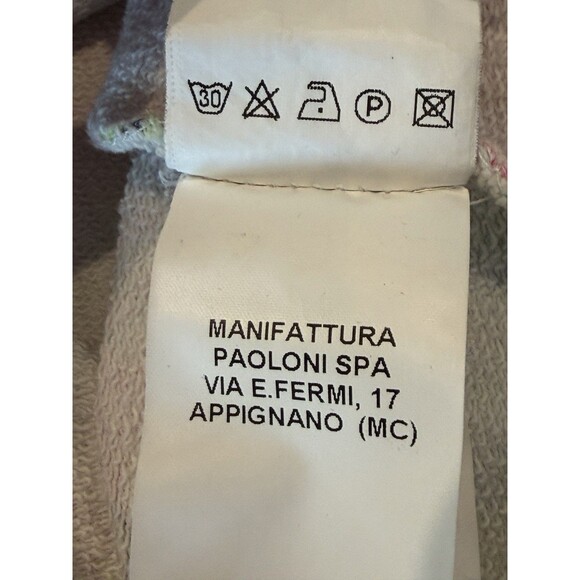 30 P
MANIFATTURA
PAOLONI SPA
VIA E.FERMI, 17
APPIGNANO (MC)